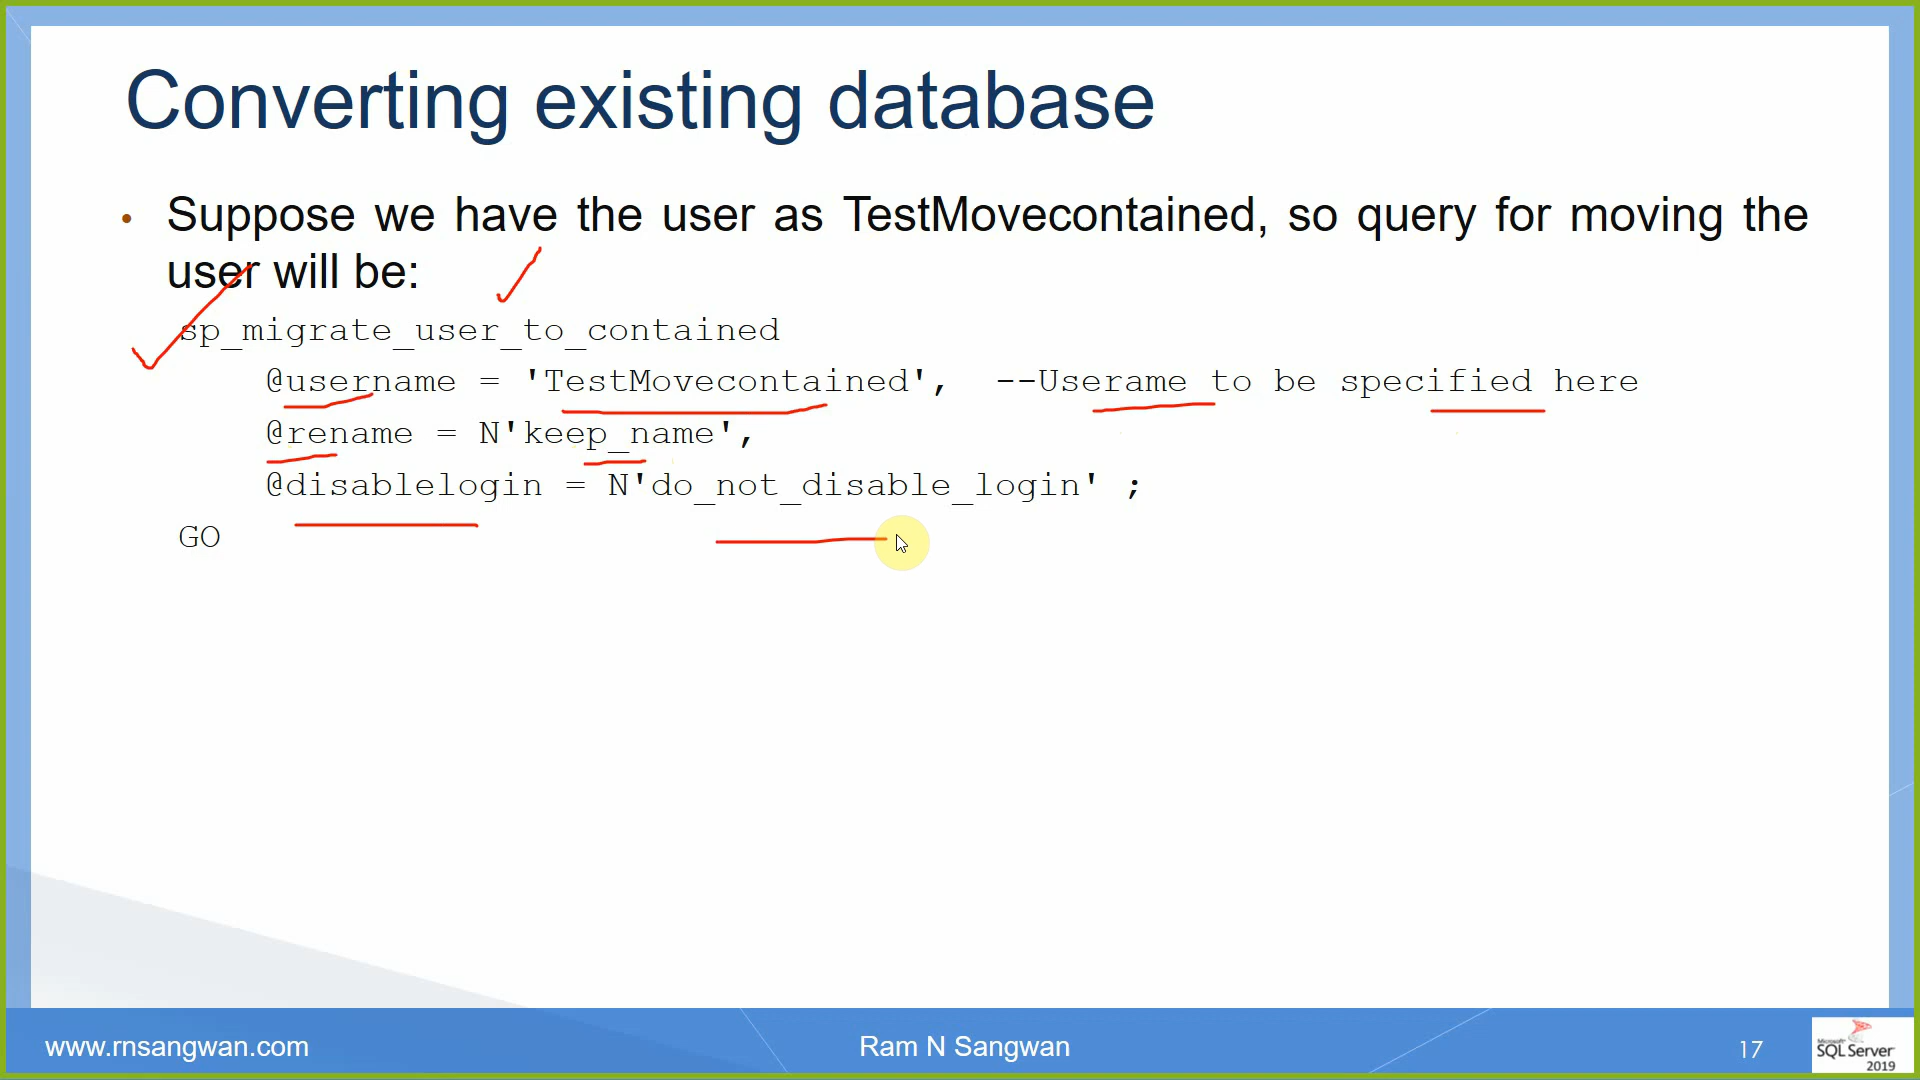 Converting existing database
• Suppose we have the user as TestMovecontained, so query for moving the
user will be:
sp_migrate_user_to_contained
@username = 'TestMovecontained', --Userame to be specified here
@rename = N'keep_name',
@disablelogin = N'do_not_disable_login' ;
GO
www.rnsangwan.com
Ram N Sangwan
17
Microsoft
SQL Server
2019